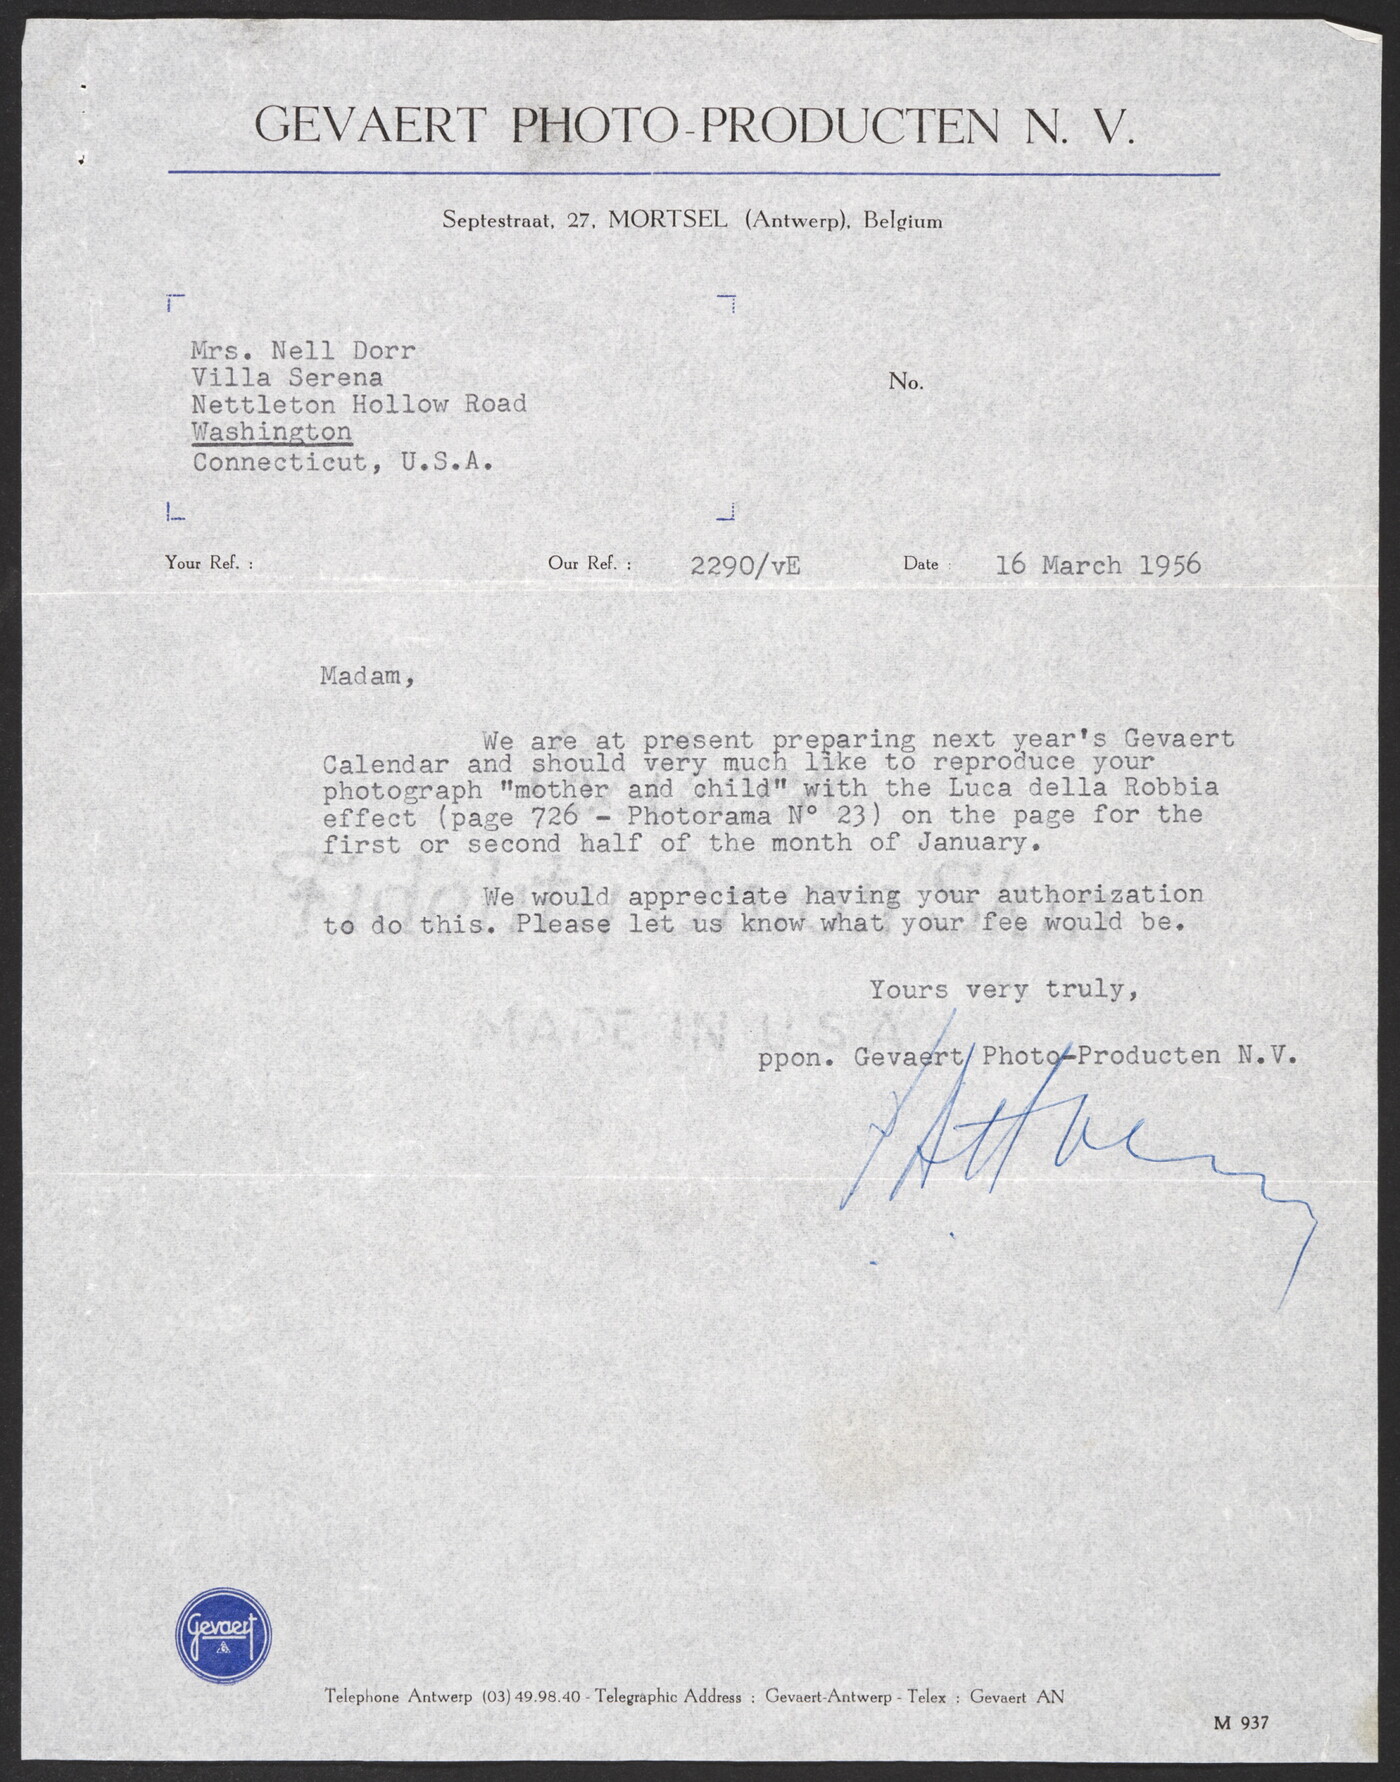 GEVAERT PHOTO-PRODUCTEN N. V.
Septestraat, 27, MORTSEL (Antwerp), Belgium
Mrs. Nell Dorr
Villa Serena
Nettleton Hollow Road
Washington
Connecticut, U.S.A.
No.
Your Ref. : Our Ref. : 2290/vE Date : 16 March 1956
Madam,
We are at present preparing next year's Gevaert
Calendar and should very much like to reproduce your
photograph "mother and child" with the Luca della Robbia
effect (page 726 - Photorama N° 23) on the page for the
first or second half of the month of January.
We would appreciate having your authorization
to do this. Please let us know what your fee would be.
Yours very truly,
MADE IN U.S.A.
ppon. Gevaert Photo-Producten N.V.
Gevaert
Telephone Antwerp (03) 49.98.40 - Telegraphic Address : Gevaert-Antwerp - Telex : Gevaert AN
M 937